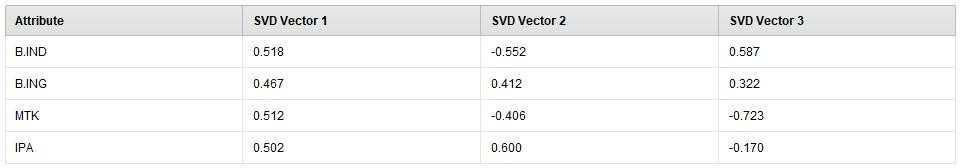 Attribute SVD Vector 1 SVD Vector 2 SVD Vector 3
B.IND 0.518 -0.552 0.587
B.ING 0.467 0.412 0.322
MTK 0.512 -0.406 -0.723
IPA 0.502 0.600 -0.170